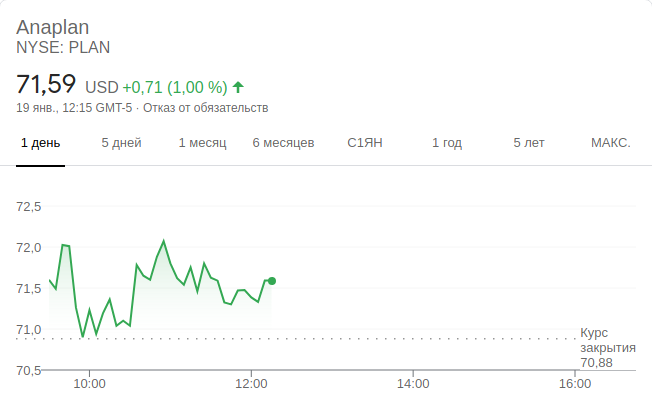 Anaplan
NYSE: PLAN
71,59 USD +0,71 (1,00 %)
19 янв., 12:15 GMT-5 · Отказ от обязательств
1 день 5 дней 1 месяц 6 месяцев С1ЯН 1 год 5 лет МАКС.
72,5
72,0
71,5
71,0
70,5
Курс
закрытия
70,88
10:00 12:00 14:00 16:00